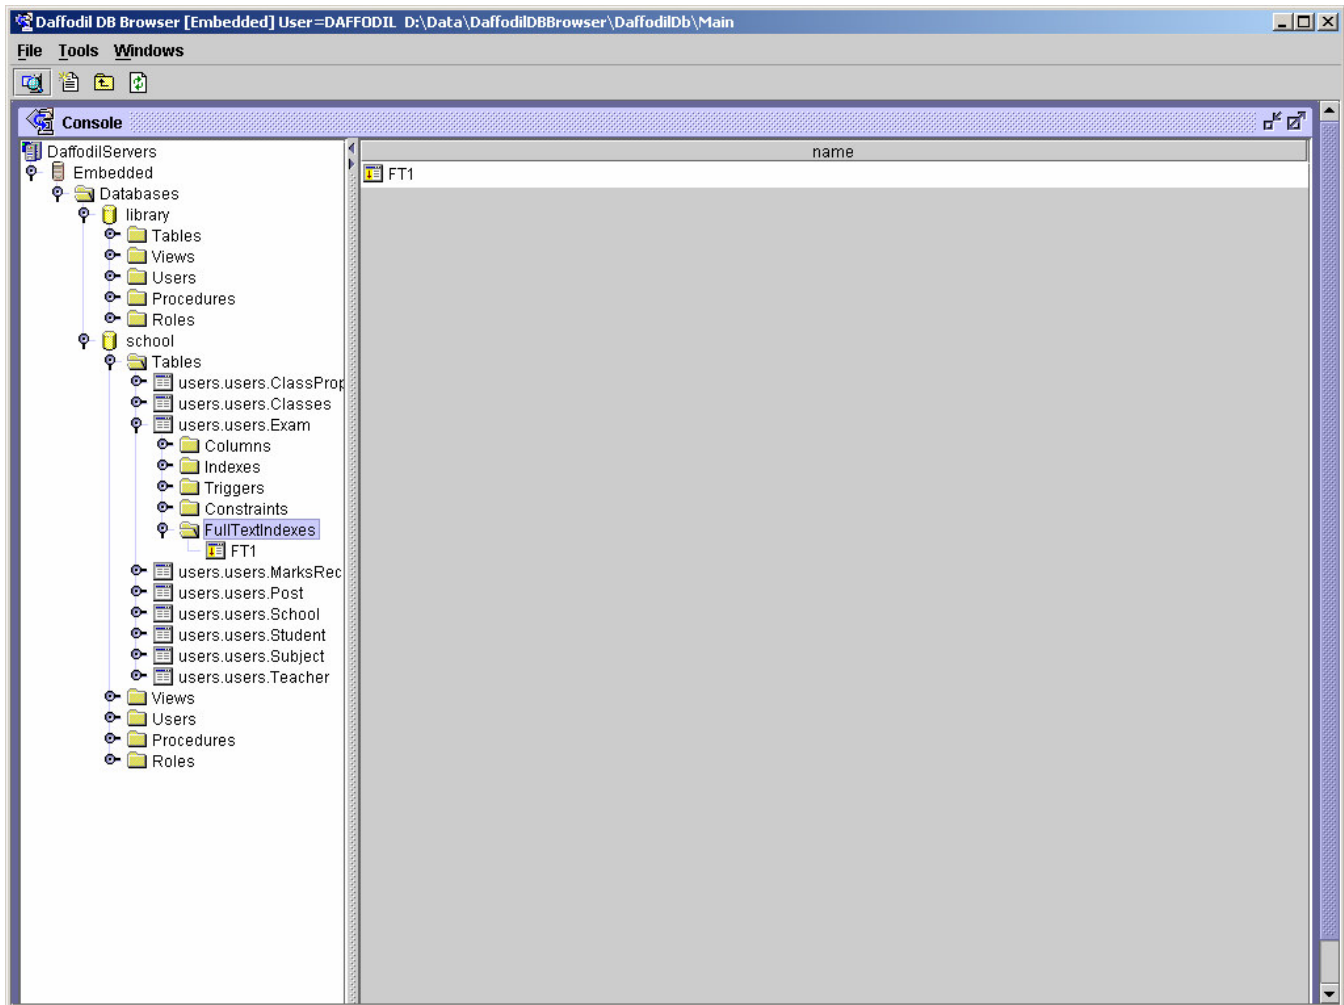 Daffodil DB Browser [Embedded] User=DAFFODIL D:\Data\DaffodilDBBrowser\DaffodilDb\Main
File Tools Windows
Console
DaffodilServers
Embedded
Databases
library
Tables
Views
Users
Procedures
Roles
school
Tables
users.users.ClassProp
users.users.Classes
users.users.Exam
Columns
Indexes
Triggers
Constraints
FullTextIndexes
FT1
users.users.MarksRec
users.users.Post
users.users.School
users.users.Student
users.users.Subject
users.users.Teacher
Views
Users
Procedures
Roles
name
FT1